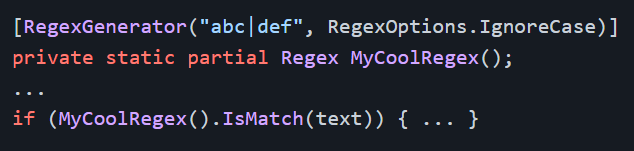 [RegexGenerator("abc|def", RegexOptions.IgnoreCase)]
private static partial Regex MyCoolRegex();
...
if (MyCoolRegex().IsMatch(text)) { ... }